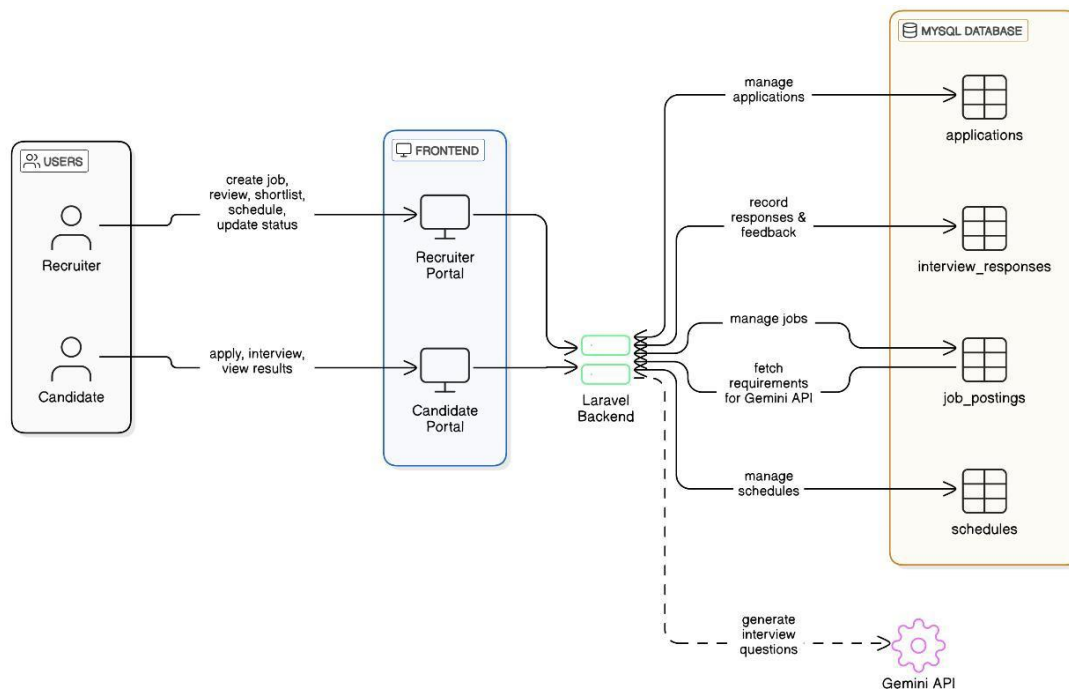 USERS
Recruiter
Candidate
create job,
review, shortlist,
schedule,
update status
apply, interview,
view results
FRONTEND
Recruiter
Portal
Candidate
Portal
Laravel
Backend
manage
applications
record
responses &
feedback
manage jobs
fetch
requirements
for Gemini API
manage
schedules
generate
interview
questions
MYSQL DATABASE
applications
interview_responses
job_postings
schedules
Gemini API